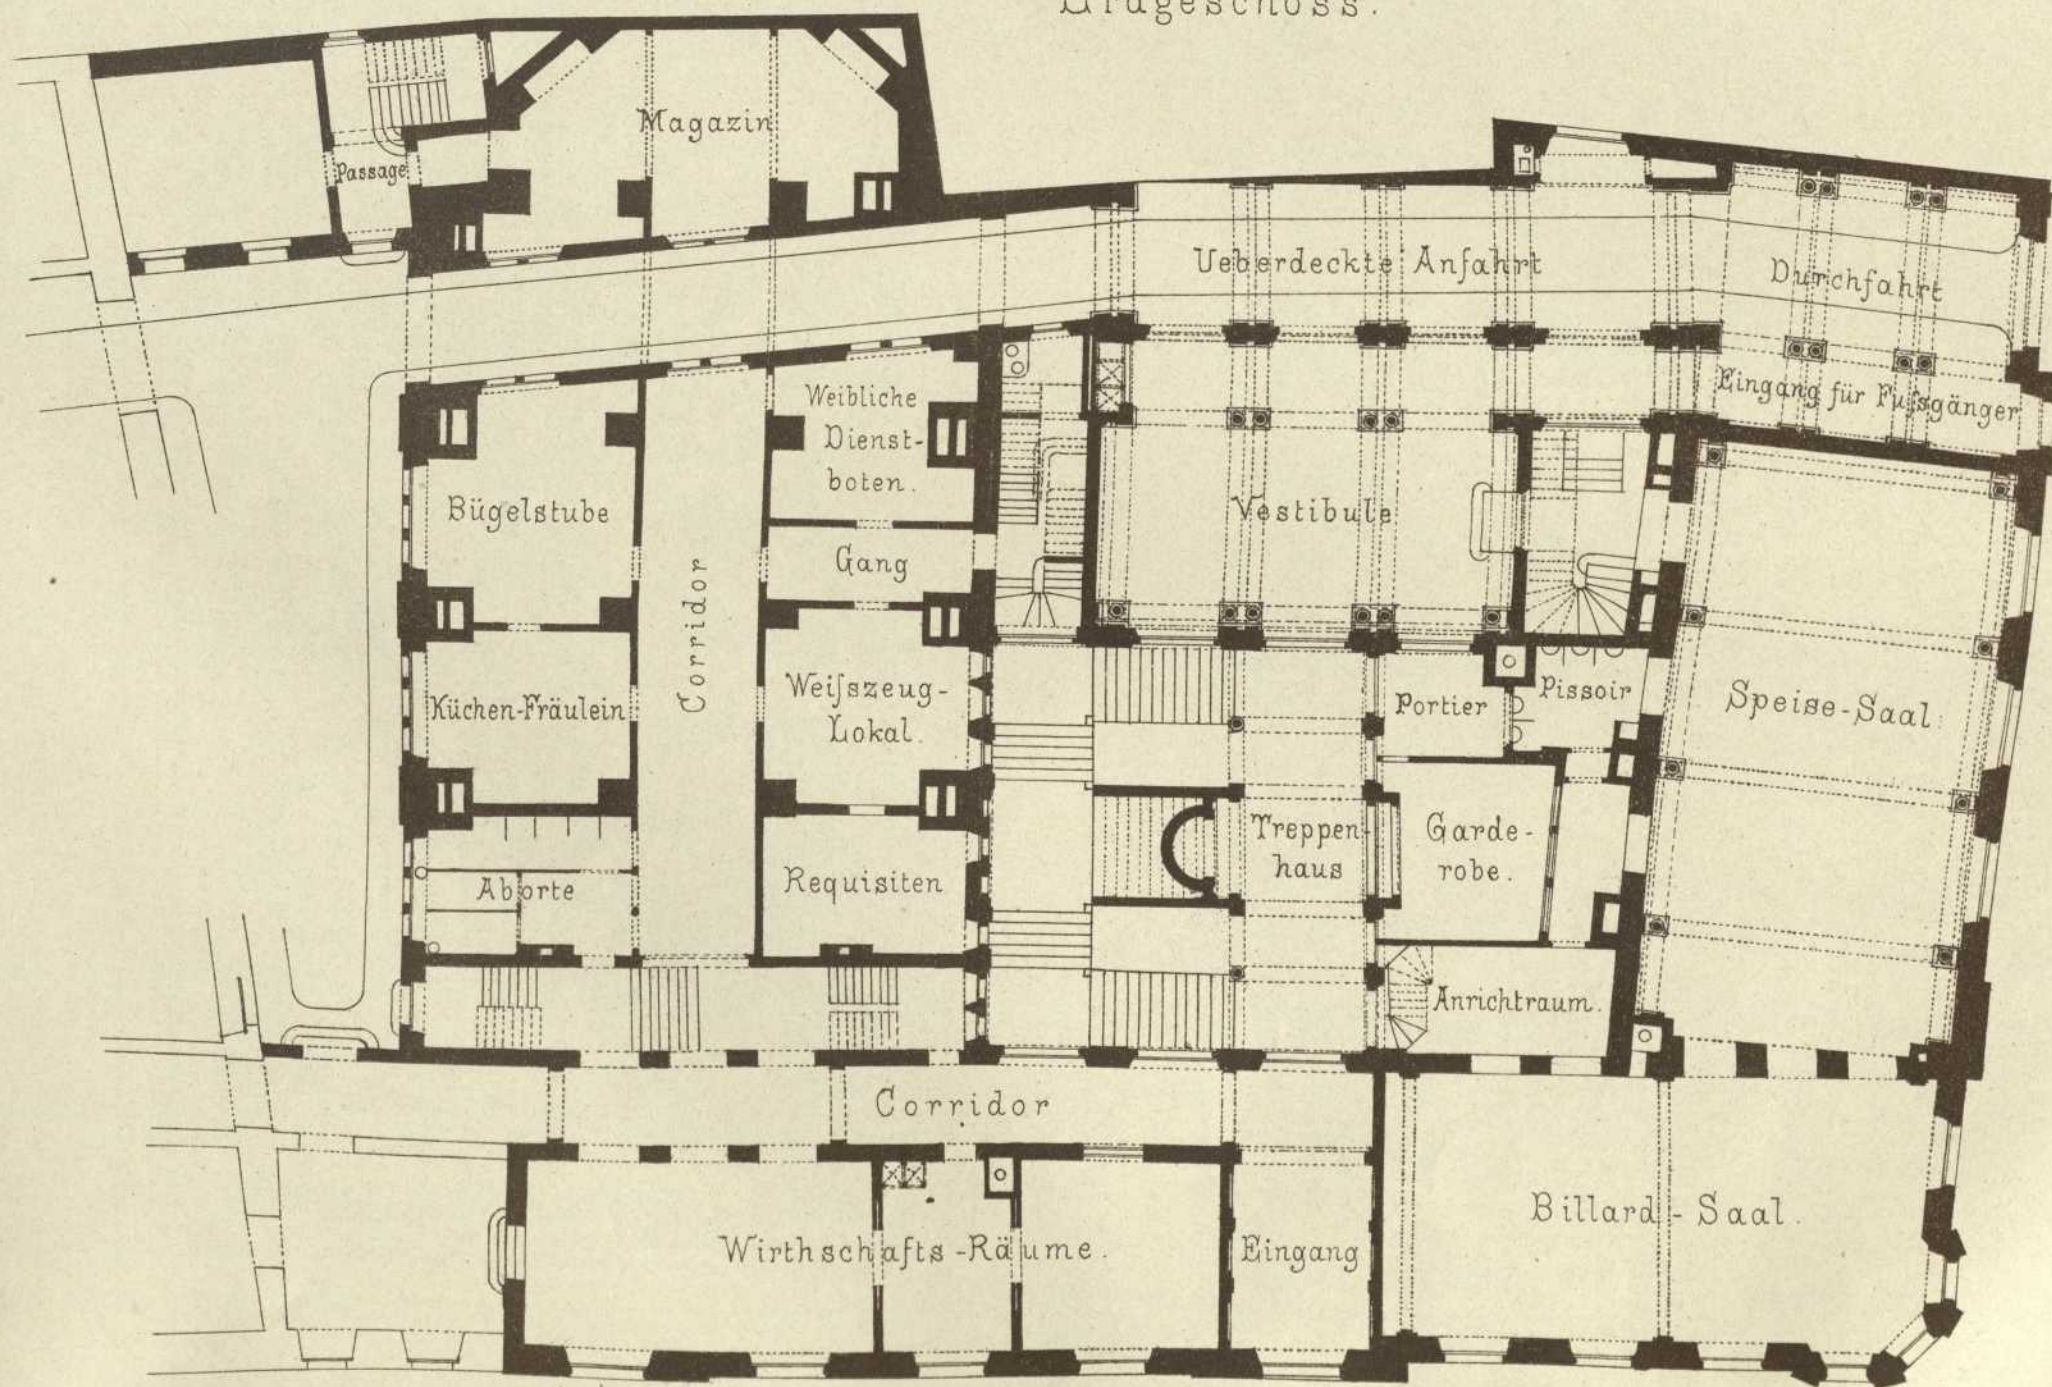 Erdgeschoss.
Magazin
Passage
Ueberdeckte Anfahrt
Durchfahrt
Eingang für Fuſsgänger
Weibliche
Dienst-
boten.
Bügelstube
Vestibule
Gang
Corridor
Küchen-Fräulein
Weiſszeug-
Lokal.
Portier
Pissoir
Speise-Saal.
Treppen-
haus
Garde-
robe.
Aborte
Requisiten
Anrichtraum.
Corridor
Wirthschafts-Räume.
Eingang
Billard-Saal.